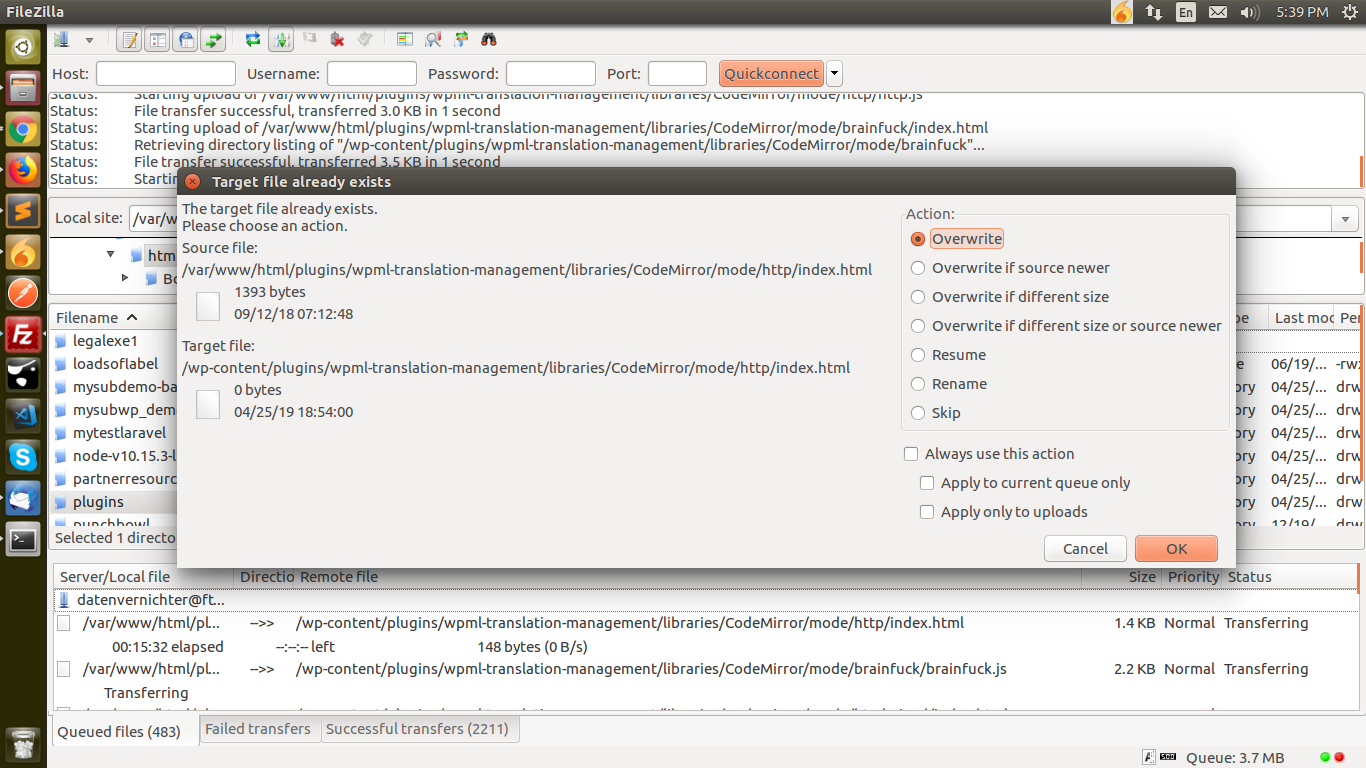 FileZilla
En
5:39 PM
Host:
Username:
Password:
Port:
Quickconnect
Status: Starting upload of /var/www/html/plugins/wpml-translation-management/libraries/CodeMirror/mode/http/http.js
Status: File transfer successful, transferred 3.0 KB in 1 second
Status: Starting upload of /var/www/html/plugins/wpml-translation-management/libraries/CodeMirror/mode/brainfuck/index.html
Status: Retrieving directory listing of "/wp-content/plugins/wpml-translation-management/libraries/CodeMirror/mode/brainfuck"...
Status: File transfer successful, transferred 3.5 KB in 1 second
Status: Startin
Target file already exists
The target file already exists.
Please choose an action.
Source file:
/var/www/html/plugins/wpml-translation-management/libraries/CodeMirror/mode/http/index.html
1393 bytes
09/12/18 07:12:48
Target file:
/wp-content/plugins/wpml-translation-management/libraries/CodeMirror/mode/http/index.html
0 bytes
04/25/19 18:54:00
Action:
Overwrite
Overwrite if source newer
Overwrite if different size
Overwrite if different size or source newer
Resume
Rename
Skip
Always use this action
Apply to current queue only
Apply only to uploads
Cancel
OK
Local site: /var/w
htm
Bo
Filename
legalexe1
loadsoflabel
mysubdemo-ba
mysubwp_dem
mytestlaravel
node-v10.15.3-l
partnerresourc
plugins
punchbowl
Selected 1 directo
pe Last mod Per
e 06/19/... -rwx
ory 04/25/... drw
ory 04/25/... drw
ory 04/25/... drw
ory 04/25/... drw
ory 04/25/... drw
ory 04/25/... drw
ory 12/19/... drw
Server/Local file Directio Remote file Size Priority Status
datenvernichter@ft...
/var/www/html/pl... -->> /wp-content/plugins/wpml-translation-management/libraries/CodeMirror/mode/http/index.html 1.4 KB Normal Transferring
00:15:32 elapsed --:--:-- left 148 bytes (0 B/s)
/var/www/html/pl... -->> /wp-content/plugins/wpml-translation-management/libraries/CodeMirror/mode/brainfuck/brainfuck.js 2.2 KB Normal Transferring
Transferring
Queued files (483)
Failed transfers
Successful transfers (2211)
Queue: 3.7 MB